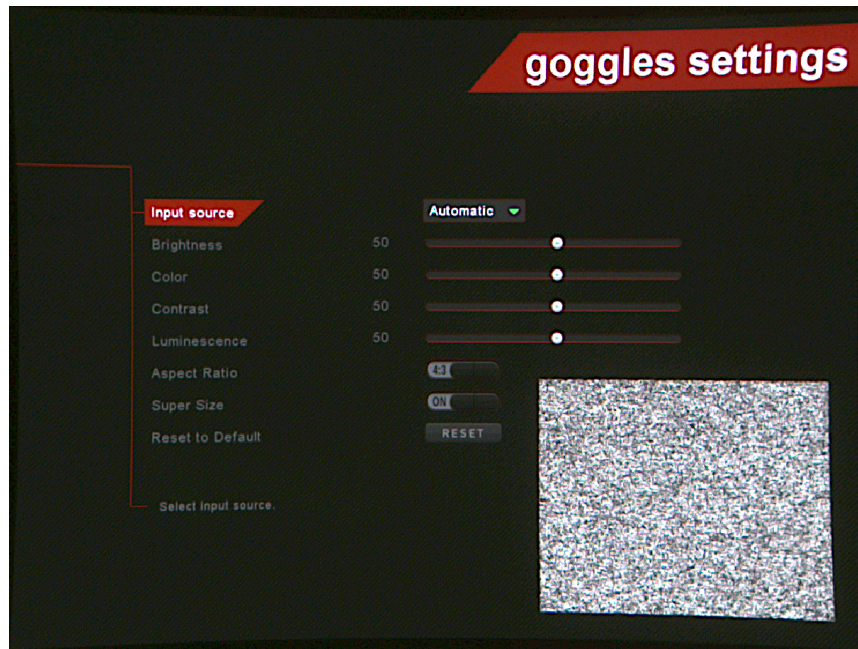 goggles settings
Input source Automatic
Brightness 50
Color 50
Contrast 50
Luminescence 50
Aspect Ratio 4:3
Super Size ON
Reset to Default RESET
Select input source.